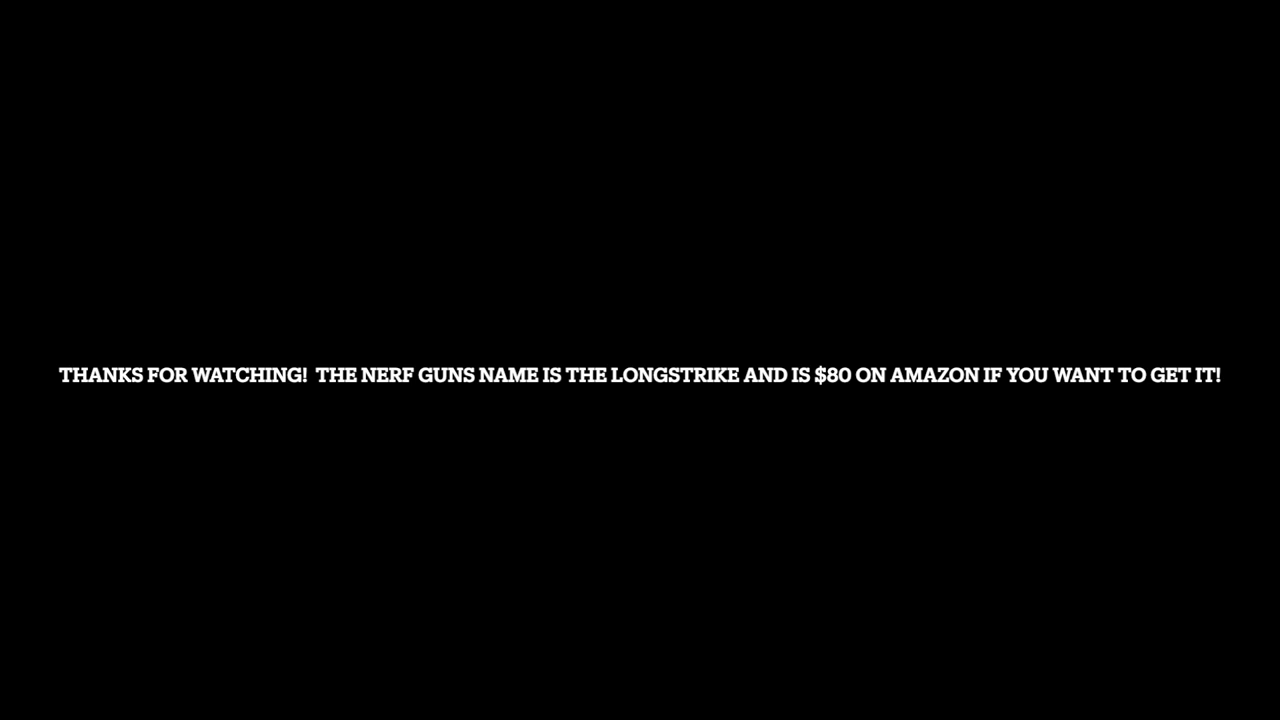 THANKS FOR WATCHING!  THE NERF GUNS NAME IS THE LONGSTRIKE AND IS $80 ON AMAZON IF YOU WANT TO GET IT!